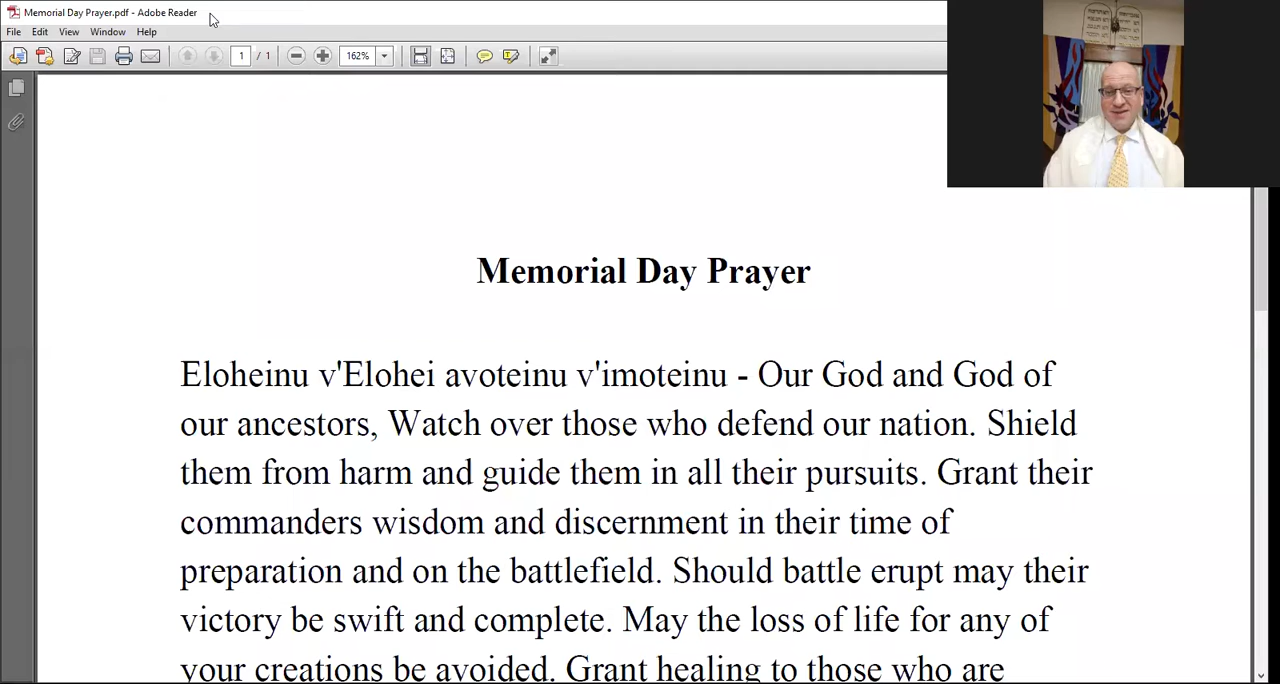 Memorial Day Prayer.pdf - Adobe Reader
File Edit View Window Help
1 / 1 162%
Memorial Day Prayer
Eloheinu v'Elohei avoteinu v'imoteinu - Our God and God of
our ancestors, Watch over those who defend our nation. Shield
them from harm and guide them in all their pursuits. Grant their
commanders wisdom and discernment in their time of
preparation and on the battlefield. Should battle erupt may their
victory be swift and complete. May the loss of life for any of
your creations be avoided. Grant healing to those who are